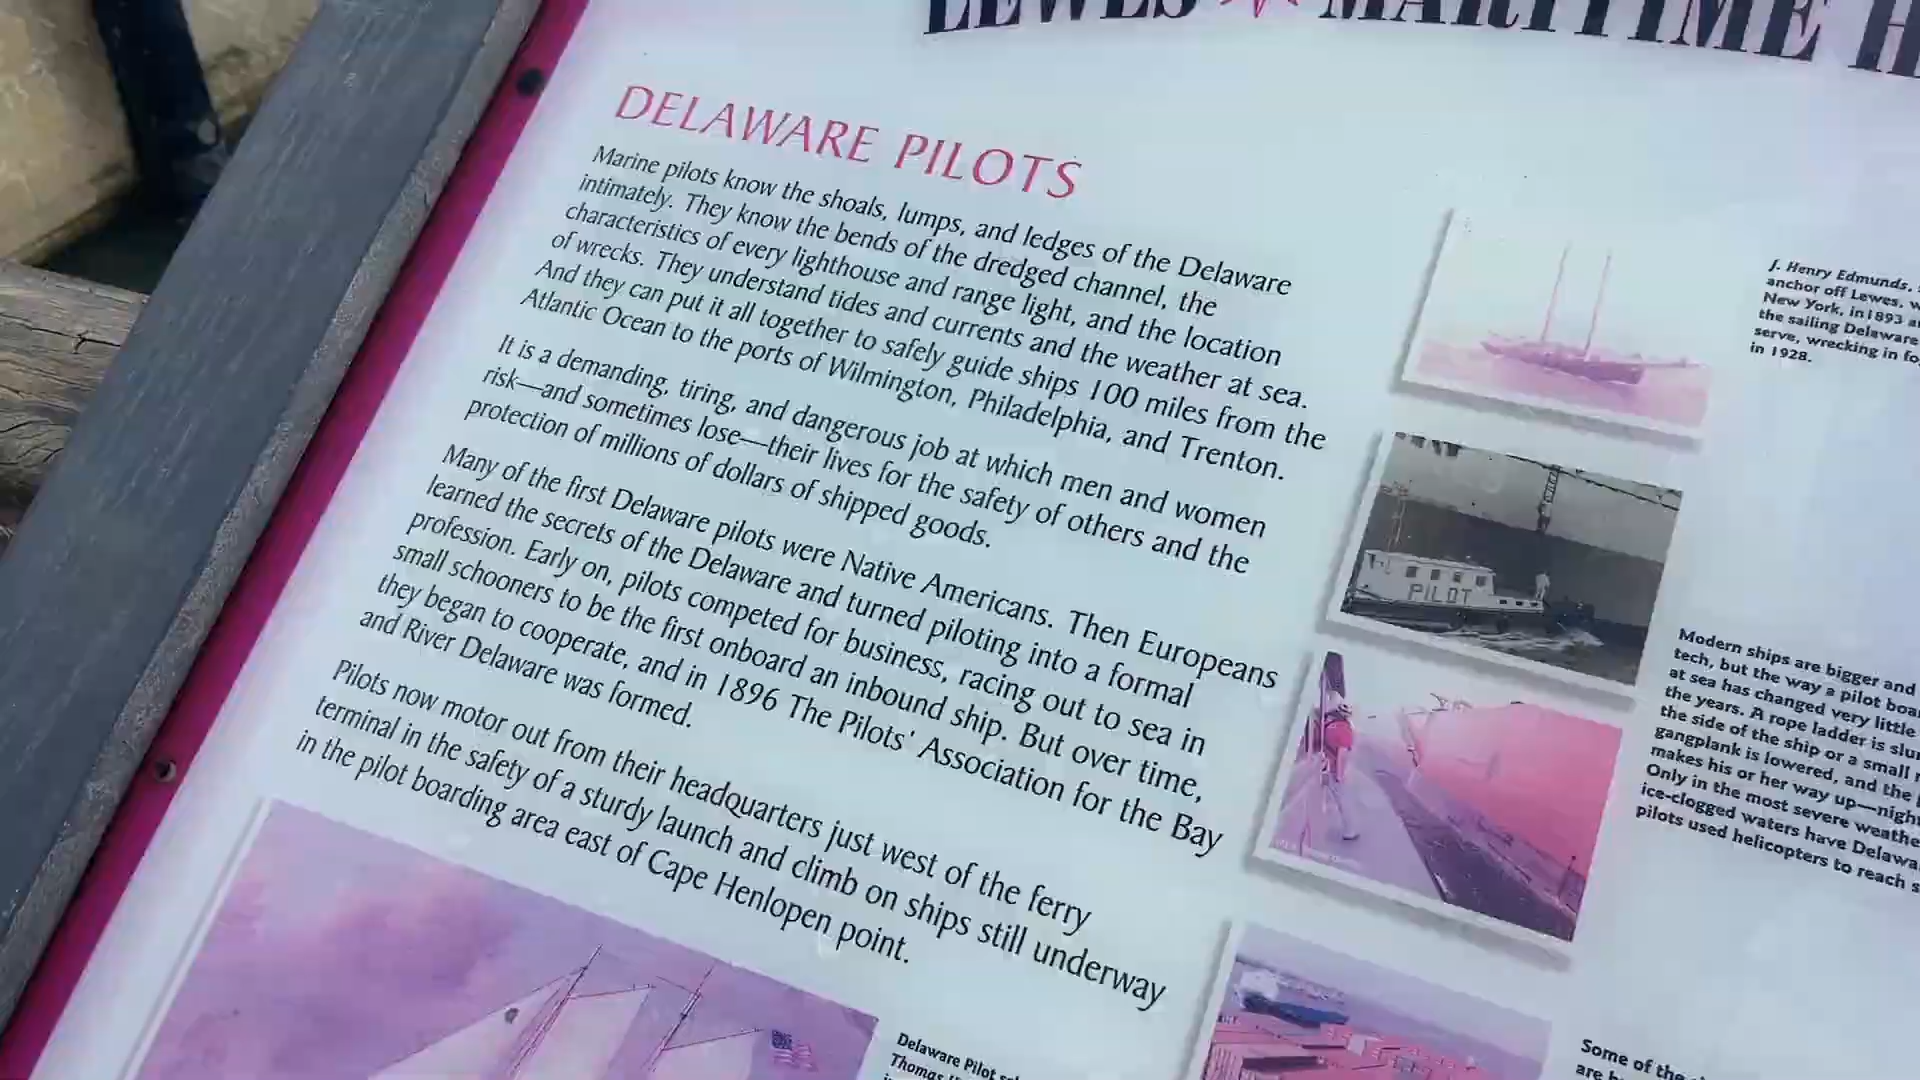 LEWES MARITIME H
DELAWARE PILOTS
Marine pilots know the shoals, lumps, and ledges of the Delaware
intimately. They know the bends of the dredged channel, the
characteristics of every lighthouse and range light, and the location
of wrecks. They understand tides and currents and the weather at sea.
And they can put it all together to safely guide ships 100 miles from the
Atlantic Ocean to the ports of Wilmington, Philadelphia, and Trenton.
It is a demanding, tiring, and dangerous job at which men and women
risk—and sometimes lose—their lives for the safety of others and the
protection of millions of dollars of shipped goods.
Many of the first Delaware pilots were Native Americans. Then Europeans
learned the secrets of the Delaware and turned piloting into a formal
profession. Early on, pilots competed for business, racing out to sea in
small schooners to be the first onboard an inbound ship. But over time,
they began to cooperate, and in 1896 The Pilots' Association for the Bay
and River Delaware was formed.
Pilots now motor out from their headquarters just west of the ferry
terminal in the safety of a sturdy launch and climb on ships still underway
in the pilot boarding area east of Cape Henlopen point.
J. Henry Edmunds,
anchor off Lewes,
New York, in1893
the sailing Delaware
serve, wrecking in
in 1928.
PILOT
Modern ships are bigger and
tech, but the way a pilot
at sea has changed very little
the years. A rope ladder is
the side of the ship or a small
gangplank is lowered, and the
makes his or her way up—night
Only in the most severe
ice-clogged waters have
pilots used helicopters to reach
Delaware Pilot
Thomas
Some of the
are